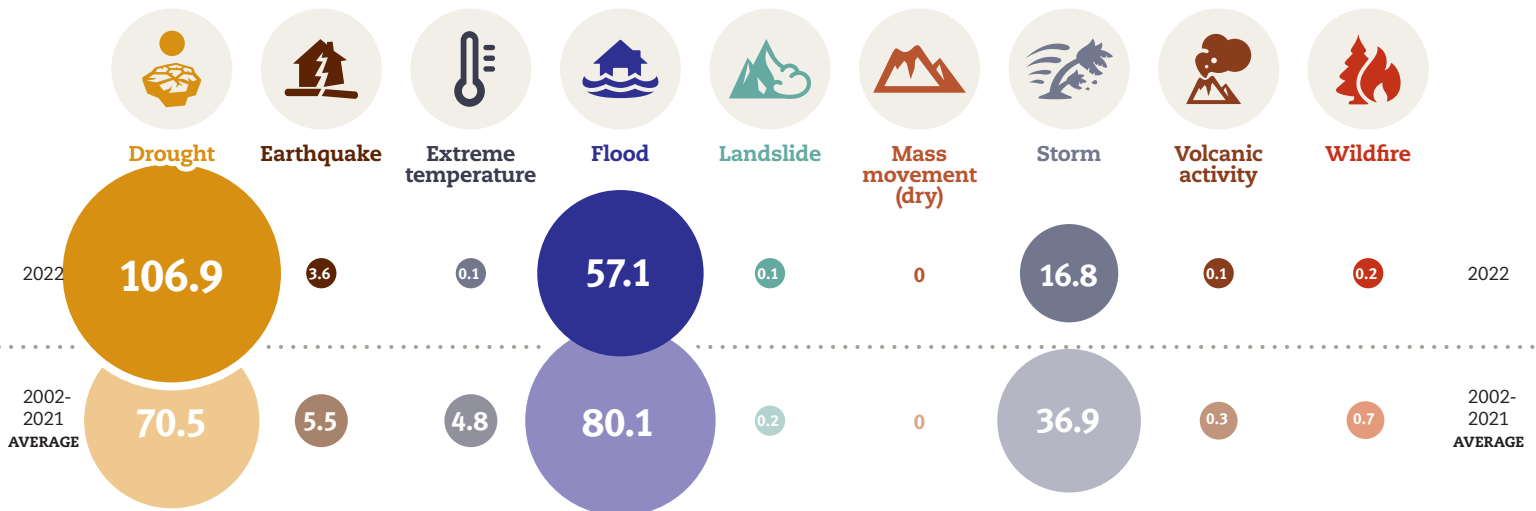 Drought Earthquake Extreme temperature Flood Landslide Mass movement (dry) Storm Volcanic activity Wildfire
2022 106.9 3.6 0.1 57.1 0.1 0 16.8 0.1 0.2 2022
2002-2021 AVERAGE 70.5 5.5 4.8 80.1 0.2 0 36.9 0.3 0.7 2002-2021 AVERAGE